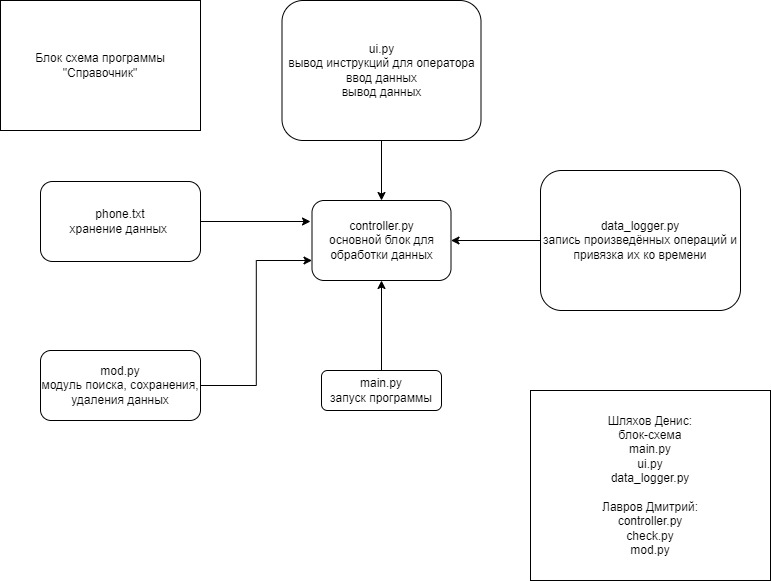 Блок схема программы
"Справочник"
ui.py
вывод инструкций для оператора
ввод данных
вывод данных
phone.txt
хранение данных
controller.py
основной блок для
обработки данных
data_logger.py
запись произведённых операций и
привязка их ко времени
mod.py
модуль поиска, сохранения,
удаления данных
main.py
запуск программы
Шляхов Денис:
блок-схема
main.py
ui.py
data_logger.py
Лавров Дмитрий:
controller.py
check.py
mod.py